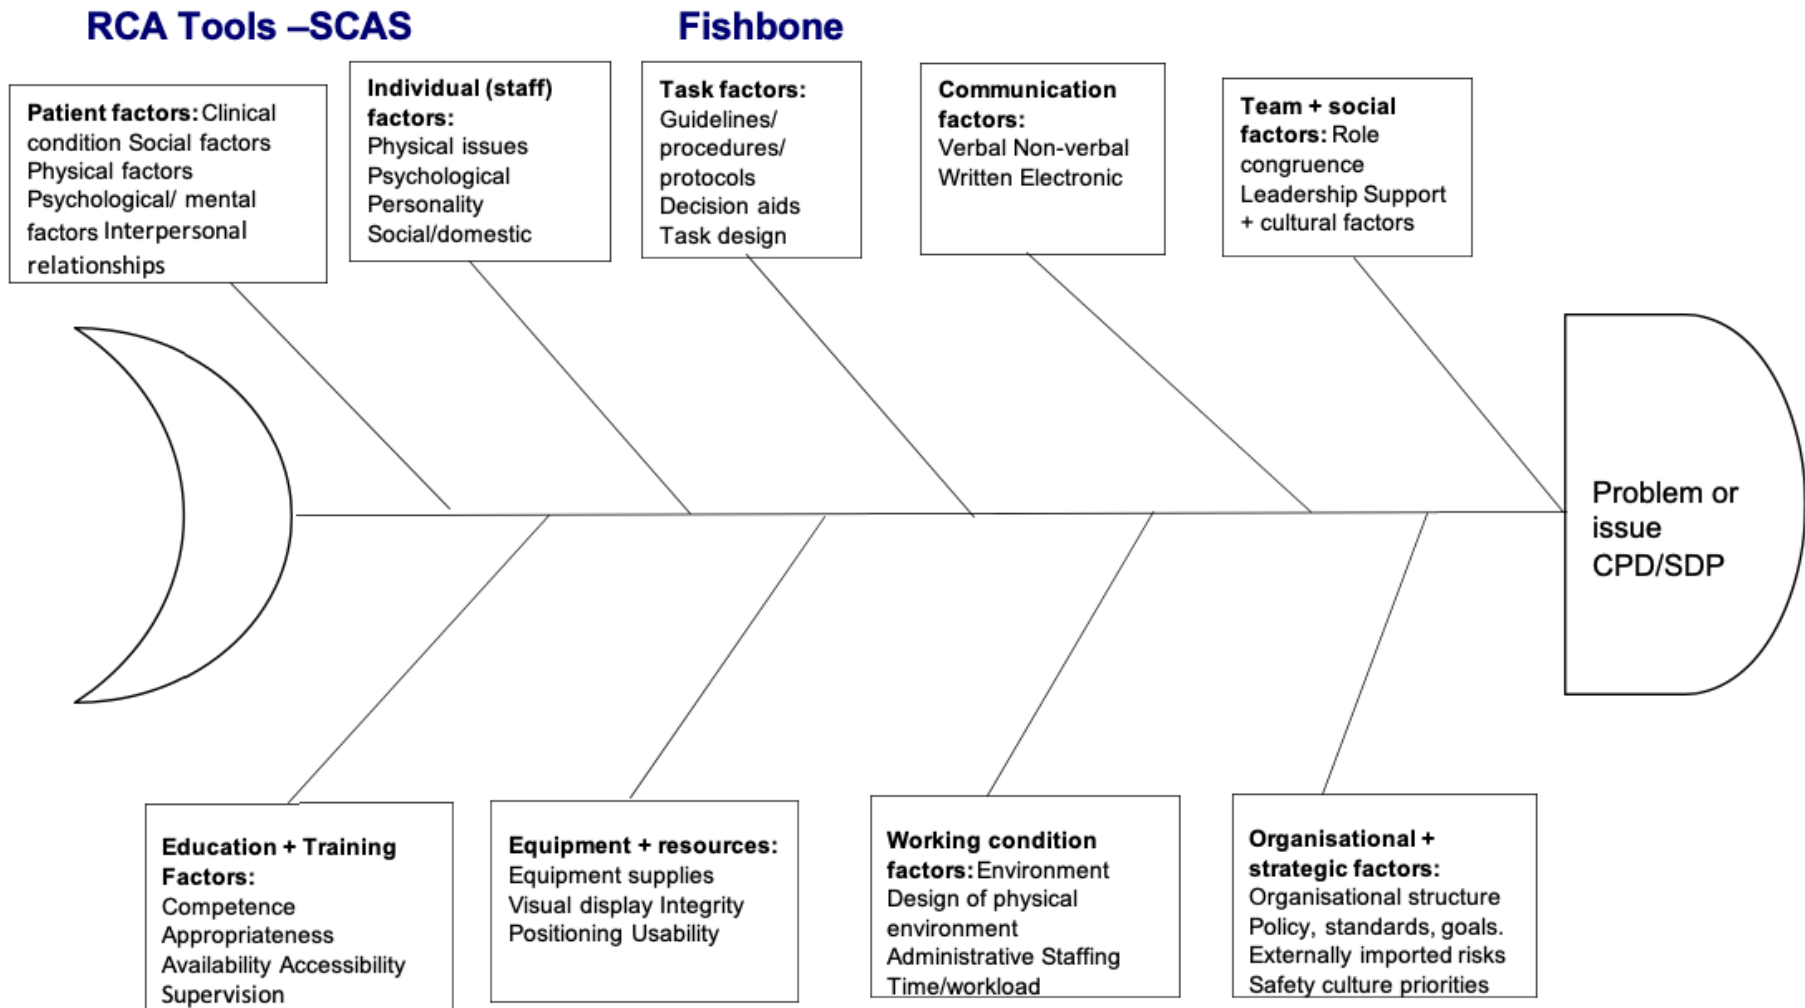 RCA Tools –SCAS
Fishbone
Patient factors: Clinical
condition Social factors
Physical factors
Psychological/ mental
factors Interpersonal
relationships
Individual (staff)
factors:
Physical issues
Psychological
Personality
Social/domestic
Task factors:
Guidelines/
procedures/
protocols
Decision aids
Task design
Communication
factors:
Verbal Non-verbal
Written Electronic
Team + social
factors: Role
congruence
Leadership Support
+ cultural factors
Problem or
issue
CPD/SDP
Education + Training
Factors:
Competence
Appropriateness
Availability Accessibility
Supervision
Equipment + resources:
Equipment supplies
Visual display Integrity
Positioning Usability
Working condition
factors: Environment
Design of physical
environment
Administrative Staffing
Time/workload
Organisational +
strategic factors:
Organisational structure
Policy, standards, goals.
Externally imported risks
Safety culture priorities